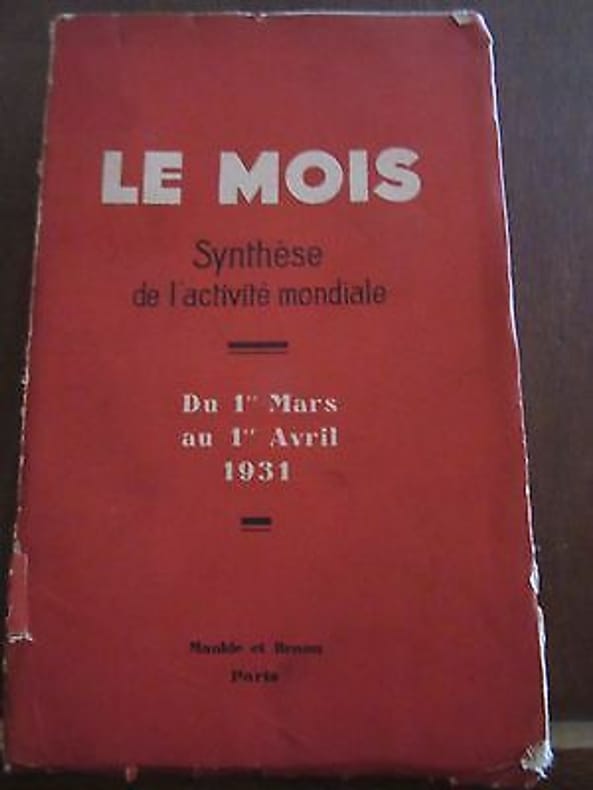 LE MOIS
Synthèse
de l'activité mondiale
Du 1er Mars
au 1er Avril
1931
Maulde et Renou
Paris